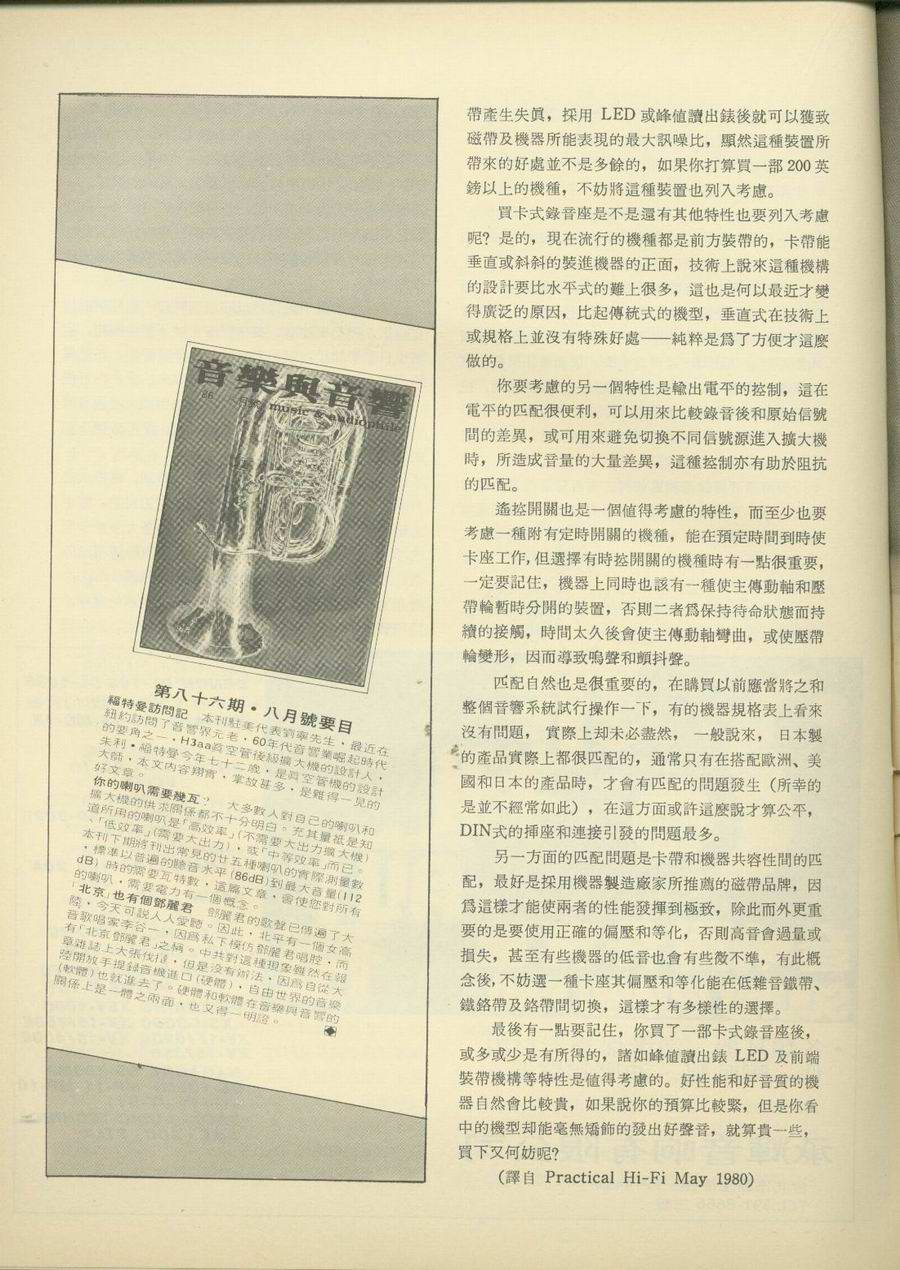 音樂與音響
86
music & audiophile
第八十六期・八月號要目
福特曼訪問記　本刊駐美代表劉寧先生，最近在
紐約訪問了音響界元老，60年代音響業崛起時代
的要角之一，H3aa眞空管後級擴大機的設計人，
朱利・福特曼今年七十二歲，是眞空管機的設計
大師，本文內容翔實，掌故甚多，是難得一見的
好文章。
你的喇叭需要幾瓦？　大多數人對自己的喇叭和
擴大機的供求關係都不十分明白。充其量祇是知
道所用的喇叭是「高效率」(不需要大出力擴大機)
、「低效率」(需要大出力)，或「中等效率」而已。
本刊下期將刊出常見的廿五種喇叭的實際測量數
，標準以普遍的聽音水平(86dB)到最大音量(112
dB) 時的需要瓦特數，這篇文章，會使您對所有
的喇叭，需要電力有一個概念。
「北京」也有個鄧麗君　鄧麗君的歌聲已傳遍了大
陸，今天可說人人愛聽。因此，北平有一個女高
音歌唱家李谷一，因爲私下模仿鄧麗君唱腔，而
有「北京鄧麗君」之稱。中共對這種現象雖然在報
章雜誌上大張伐撻，但是沒有辦法，因爲自從大
陸開放手提錄音機進口(硬體)，自由世界的音樂
(軟體)也就進去了。硬體和軟體在音樂與音響的
關係上是一體之兩面，也又得一明證。
帶產生失眞，採用 LED 或峰値讀出錶後就可以獲致
磁帶及機器所能表現的最大訊噪比，顯然這種裝置所
帶來的好處並不是多餘的，如果你打算買一部 200 英
鎊以上的機種，不妨將這種裝置也列入考慮。
買卡式錄音座是不是還有其他特性也要列入考慮
呢？是的，現在流行的機種都是前方裝帶的，卡帶能
垂直或斜斜的裝進機器的正面，技術上說來這種機構
的設計要比水平式的難上很多，這也是何以最近才變
得廣泛的原因，比起傳統式的機型，垂直式在技術上
或規格上並沒有特殊好處——純粹是爲了方便才這麼
做的。
你要考慮的另一個特性是輸出電平的控制，這在
電平的匹配很便利，可以用來比較錄音後和原始信號
間的差異，或可用來避免切換不同信號源進入擴大機
時，所造成音量的大量差異，這種控制亦有助於阻抗
的匹配。
遙控開關也是一個値得考慮的特性，而至少也要
考慮一種附有定時開關的機種，能在預定時間到時使
卡座工作，但選擇有時控開關的機種時有一點很重要，
一定要記住，機器上同時也該有一種使主傳動軸和壓
帶輪暫時分開的裝置，否則二者爲保持待命狀態而持
續的接觸，時間太久後會使主傳動軸彎曲，或使壓帶
輪變形，因而導致嗚聲和顫抖聲。
匹配自然也是很重要的，在購買以前應當將之和
整個音響系統試行操作一下，有的機器規格表上看來
沒有問題，實際上却未必盡然，一般說來，日本製
的產品實際上都很匹配的，通常只有在搭配歐洲、美
國和日本的產品時，才會有匹配的問題發生（所幸的
是並不經常如此），在這方面或許這麼說才算公平，
DIN式的揷座和連接引發的問題最多。
另一方面的匹配問題是卡帶和機器共容性間的匹
配，最好是採用機器製造廠家所推薦的磁帶品牌，因
爲這樣才能使兩者的性能發揮到極致，除此而外更重
要的是要使用正確的偏壓和等化，否則高音會過量或
損失，甚至有些機器的低音也會有些微不準，有此概
念後，不妨選一種卡座其偏壓和等化能在低雜音鐵帶、
鐵鉻帶及鉻帶間切換，這樣才有多樣性的選擇。
最後有一點要記住，你買了一部卡式錄音座後，
或多或少是有所得的，諸如峰値讀出錶 LED 及前端
裝帶機構等特性是値得考慮的。好性能和好音質的機
器自然會比較貴，如果說你的預算比較緊，但是你看
中的機型却能毫無矯飾的發出好聲音，就算貴一些，
買下又何妨呢？
(譯自 Practical Hi-Fi May 1980)